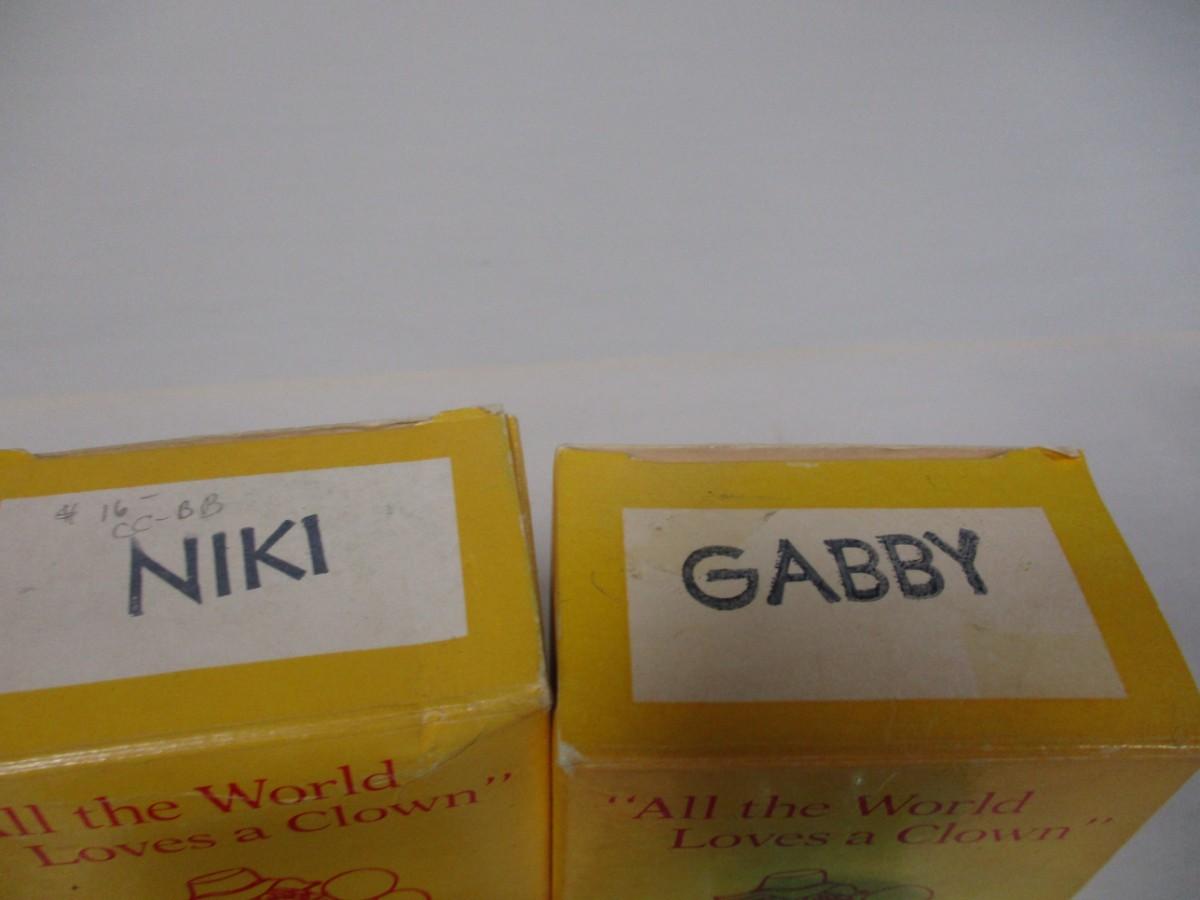 # 16 -
CC-BB
NIKI
All the World
Loves a Clown"
GABBY
"All the World
Loves a Clown"